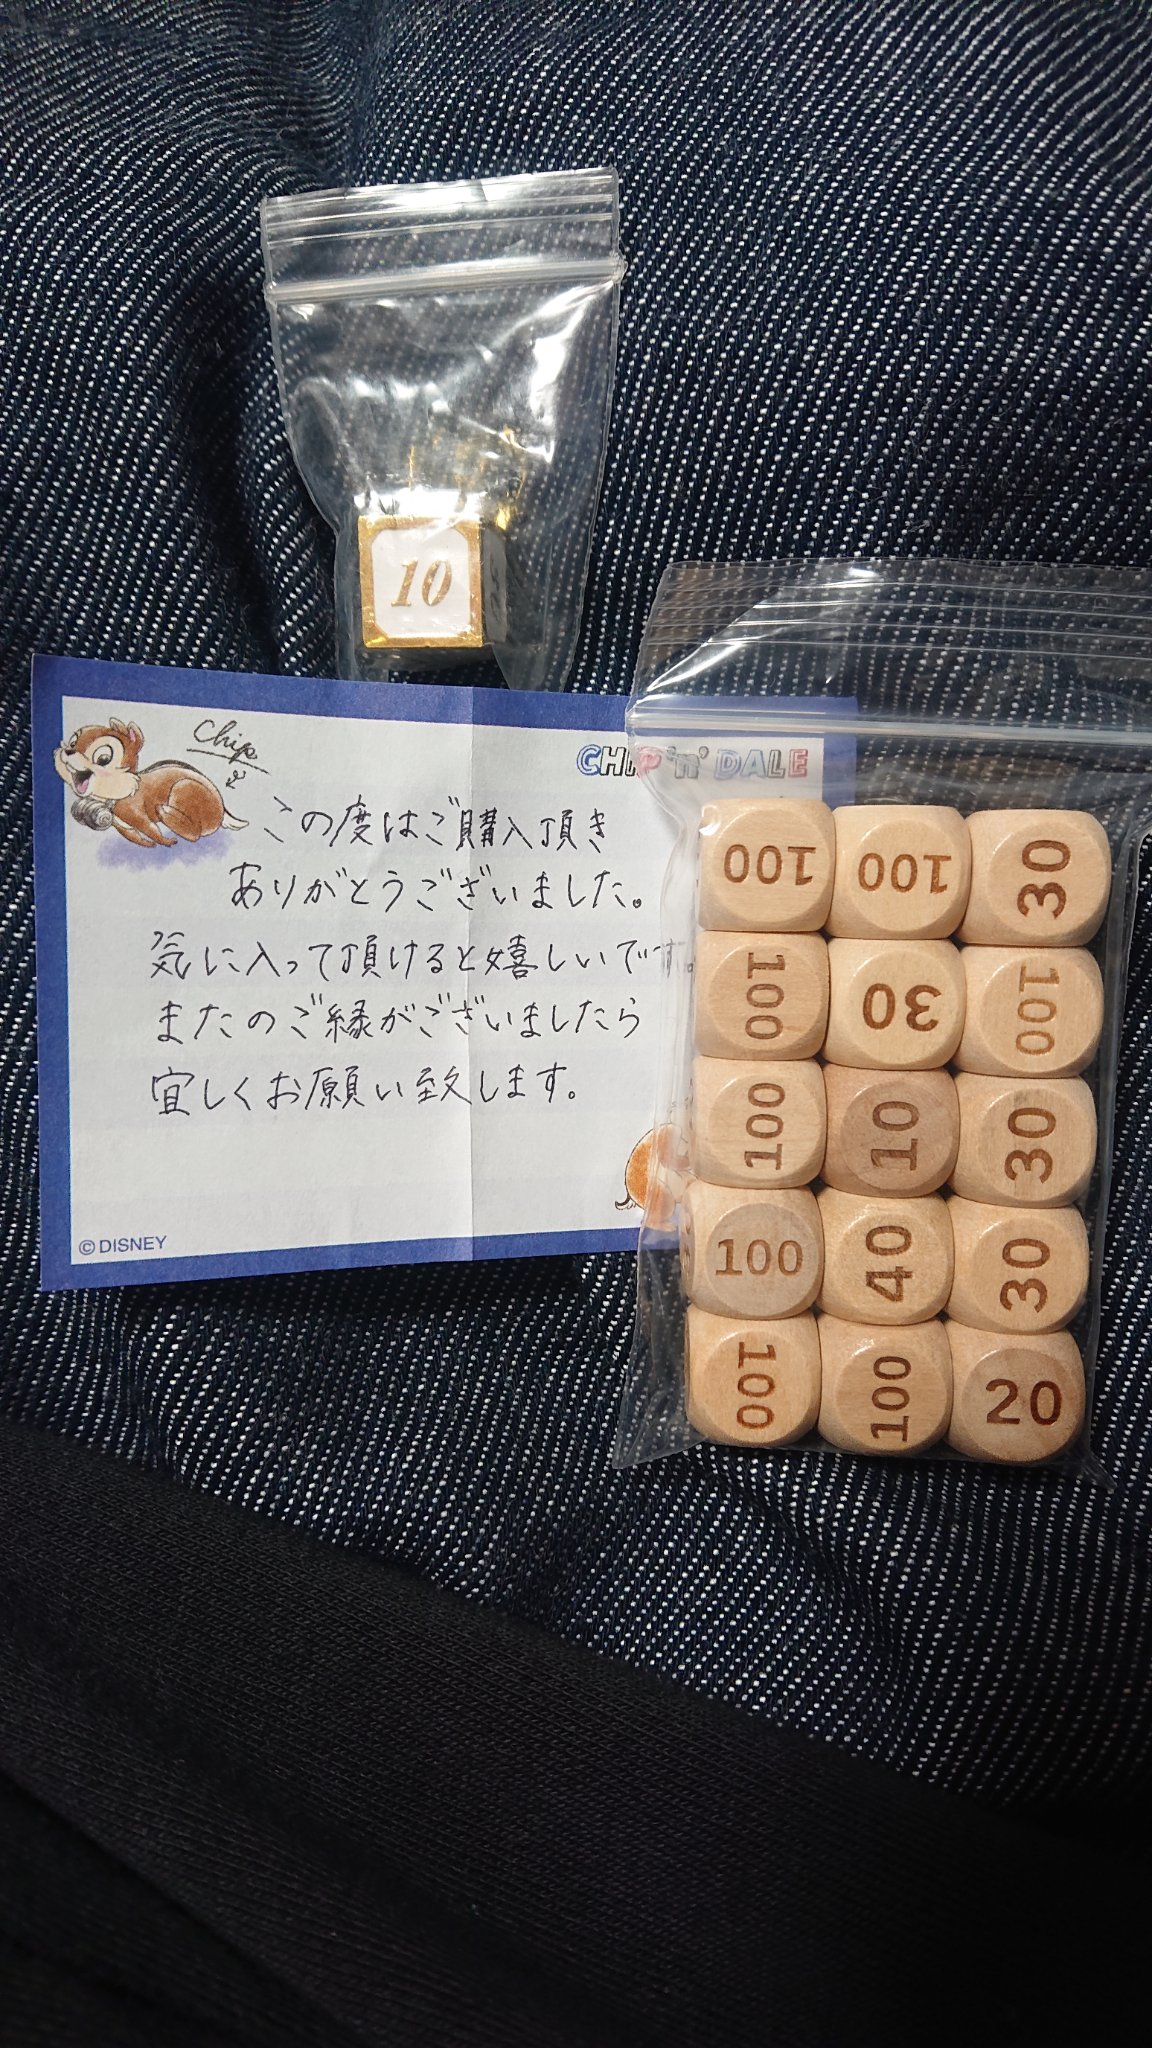 10
Chip
CHIP 'n' DALE
この度はご購入頂き
ありがとうございました。
気に入って頂けると嬉しいです。
またのご縁がございましたら
宜しくお願い致します。
©DISNEY
100 100 30
100 30 100
100 10 30
100 40 30
100 100 20